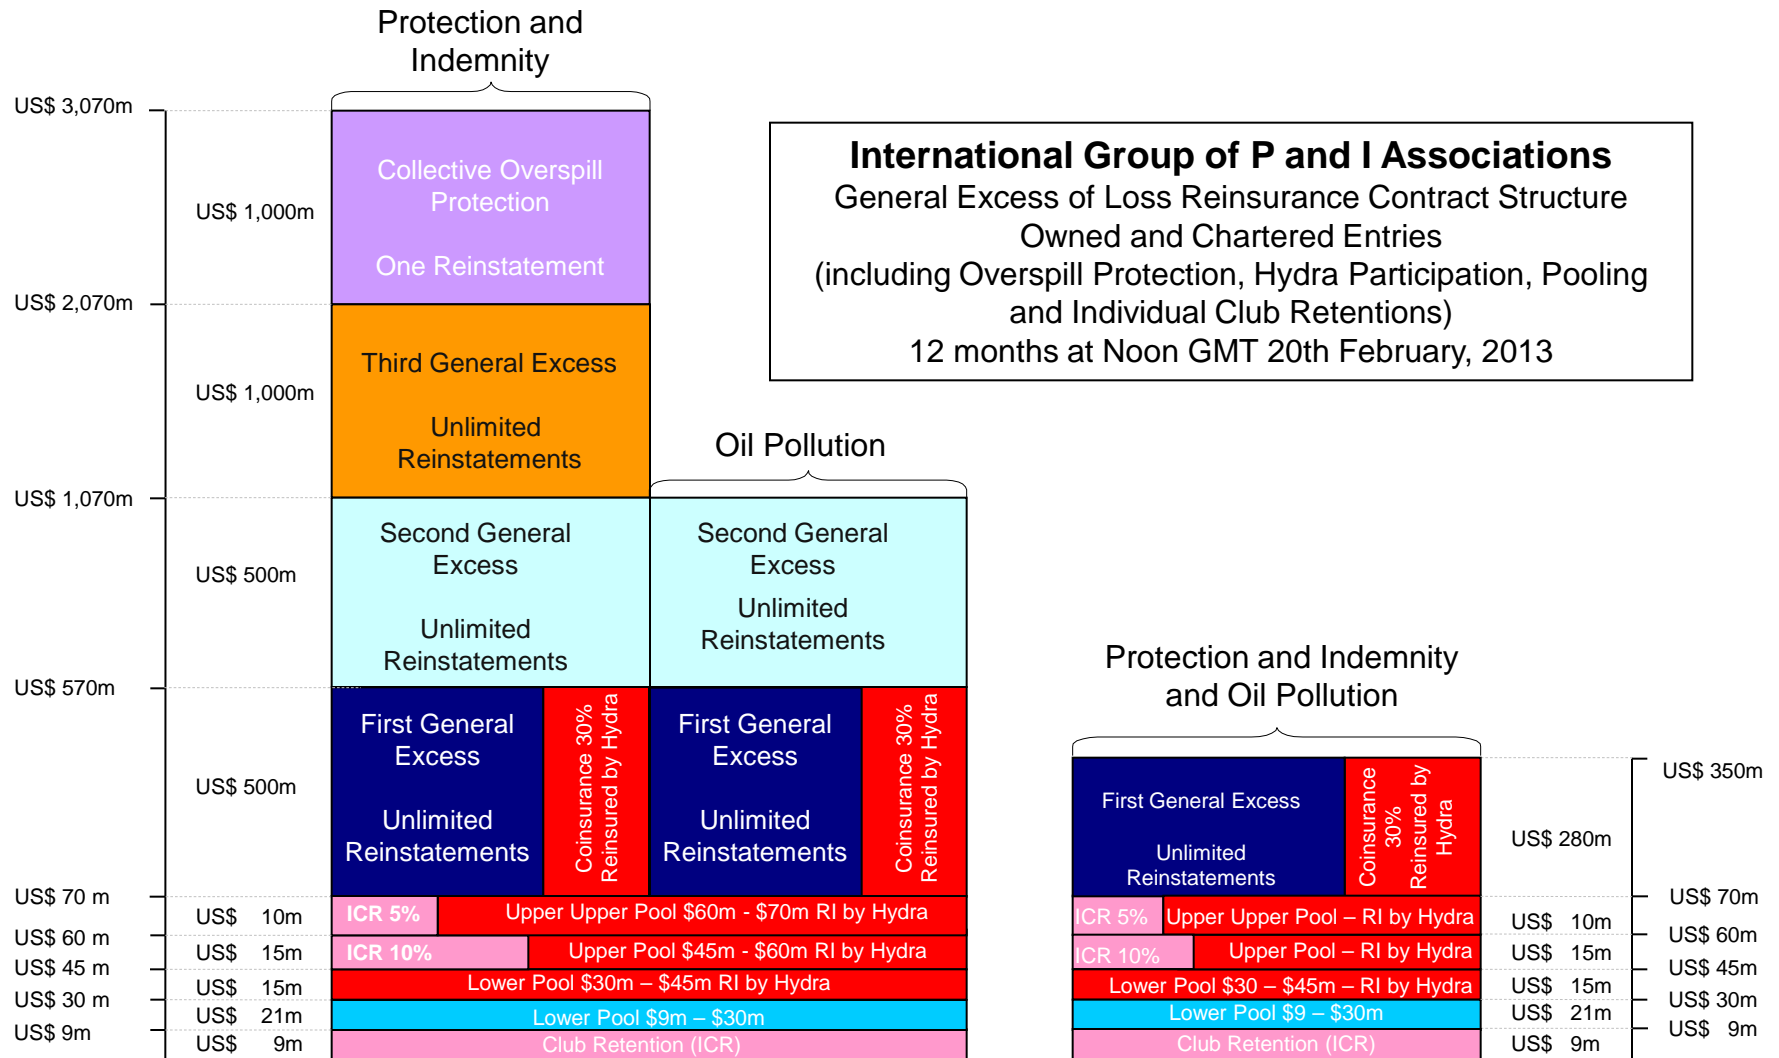 Protection and
Indemnity
US$ 3,070m
International Group of P and I Associations
General Excess of Loss Reinsurance Contract Structure
Owned and Chartered Entries
(including Overspill Protection, Hydra Participation, Pooling
and Individual Club Retentions)
12 months at Noon GMT 20th February, 2013
Collective Overspill
Protection
One Reinstatement
US$ 1,000m
US$ 2,070m
Third General Excess
Unlimited
Reinstatements
US$ 1,000m
Oil Pollution
US$ 1,070m
Second General
Excess
Unlimited
Reinstatements
Second General
Excess
Unlimited
Reinstatements
US$ 500m
US$ 570m
First General
Excess
Unlimited
Reinstatements
Coinsurance 30%
Reinsured by Hydra
First General
Excess
Unlimited
Reinstatements
Coinsurance 30%
Reinsured by Hydra
US$ 500m
US$ 70 m
US$ 10m
ICR 5%
Upper Upper Pool $60m - $70m RI by Hydra
US$ 60 m
US$ 15m
ICR 10%
Upper Pool $45m - $60m RI by Hydra
US$ 45 m
US$ 15m
Lower Pool $30m – $45m RI by Hydra
US$ 30 m
US$ 21m
Lower Pool $9m – $30m
US$ 9m
US$ 9m
Club Retention (ICR)
Protection and Indemnity
and Oil Pollution
First General Excess
Unlimited
Reinstatements
Coinsurance
30%
Reinsured by
Hydra
US$ 350m
US$ 280m
US$ 70m
ICR 5%
Upper Upper Pool – RI by Hydra
US$ 10m
US$ 60m
ICR 10%
Upper Pool – RI by Hydra
US$ 15m
US$ 45m
Lower Pool $30 – $45m – RI by Hydra
US$ 15m
US$ 30m
Lower Pool $9 – $30m
US$ 21m
US$ 9m
Club Retention (ICR)
US$ 9m